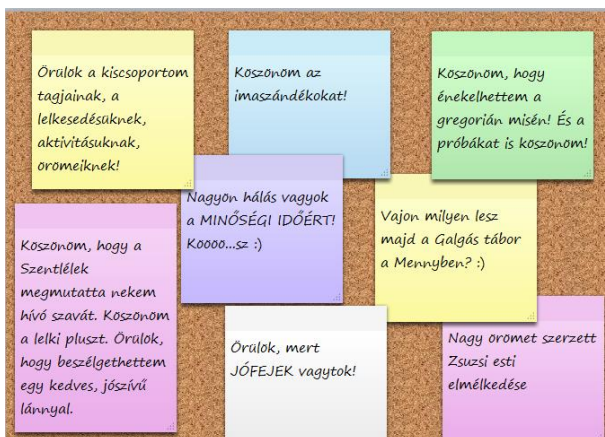 Örülök a kiscsoportom
tagjainak, a
lelkesedésüknek,
aktivitásuknak,
örömeiknek!
Köszönöm az
imaszándékokat!
Köszönöm, hogy
énekelhettem a
gregorián misén! És a
próbákat is köszönöm!
Nagyon hálás vagyok
a MINŐSÉGI IDŐÉRT!
Köööö...sz :)
Vajon milyen lesz
majd a Galgás tábor
a Mennyben? :)
Köszönöm, hogy a
Szentlélek
megmutatta nekem
hívó szavát. Köszönöm
a lelki pluszt. Örülök,
hogy beszélgethettem
egy kedves, jószívű
lánnyal.
Örülök, mert
JÓFEJEK vagytok!
Nagy örömet szerzett
Zsuzsi esti
elmélkedése